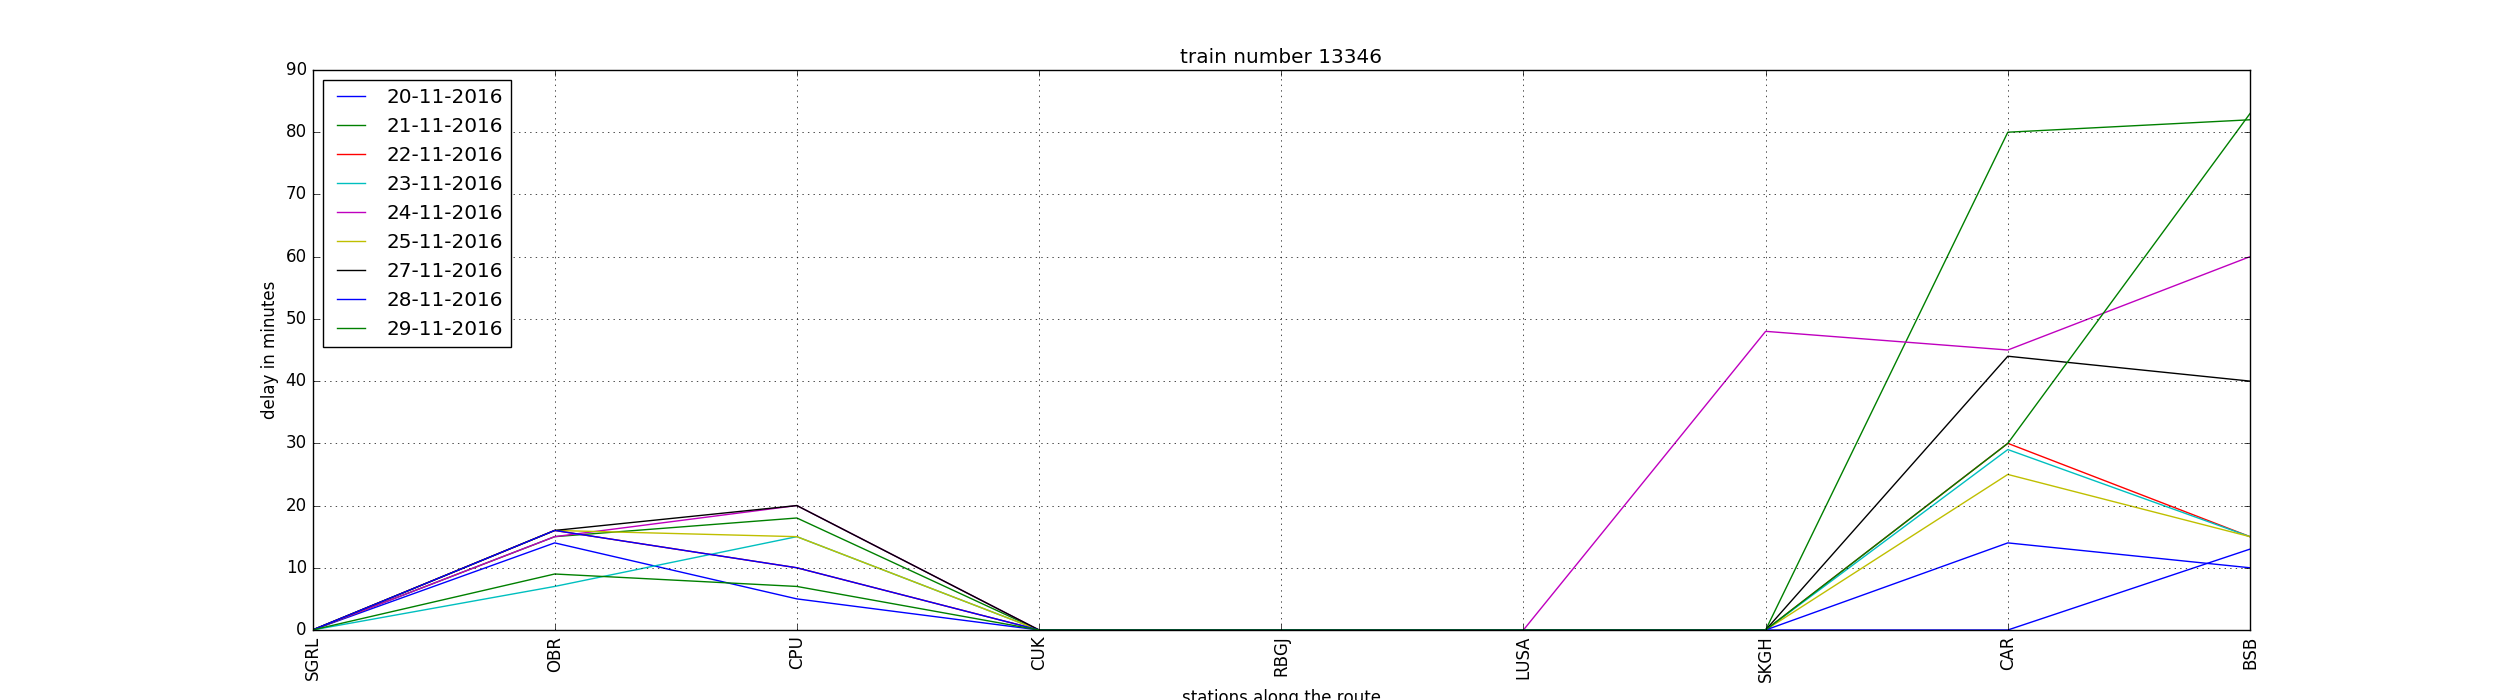 train number 13346
90
80
70
60
50
40
30
20
10
0
delay in minutes
20-11-2016
21-11-2016
22-11-2016
23-11-2016
24-11-2016
25-11-2016
27-11-2016
28-11-2016
29-11-2016
SGRL
OBR
CPU
CUK
RBGJ
LUSA
SKGH
CAR
BSB
stations along the route